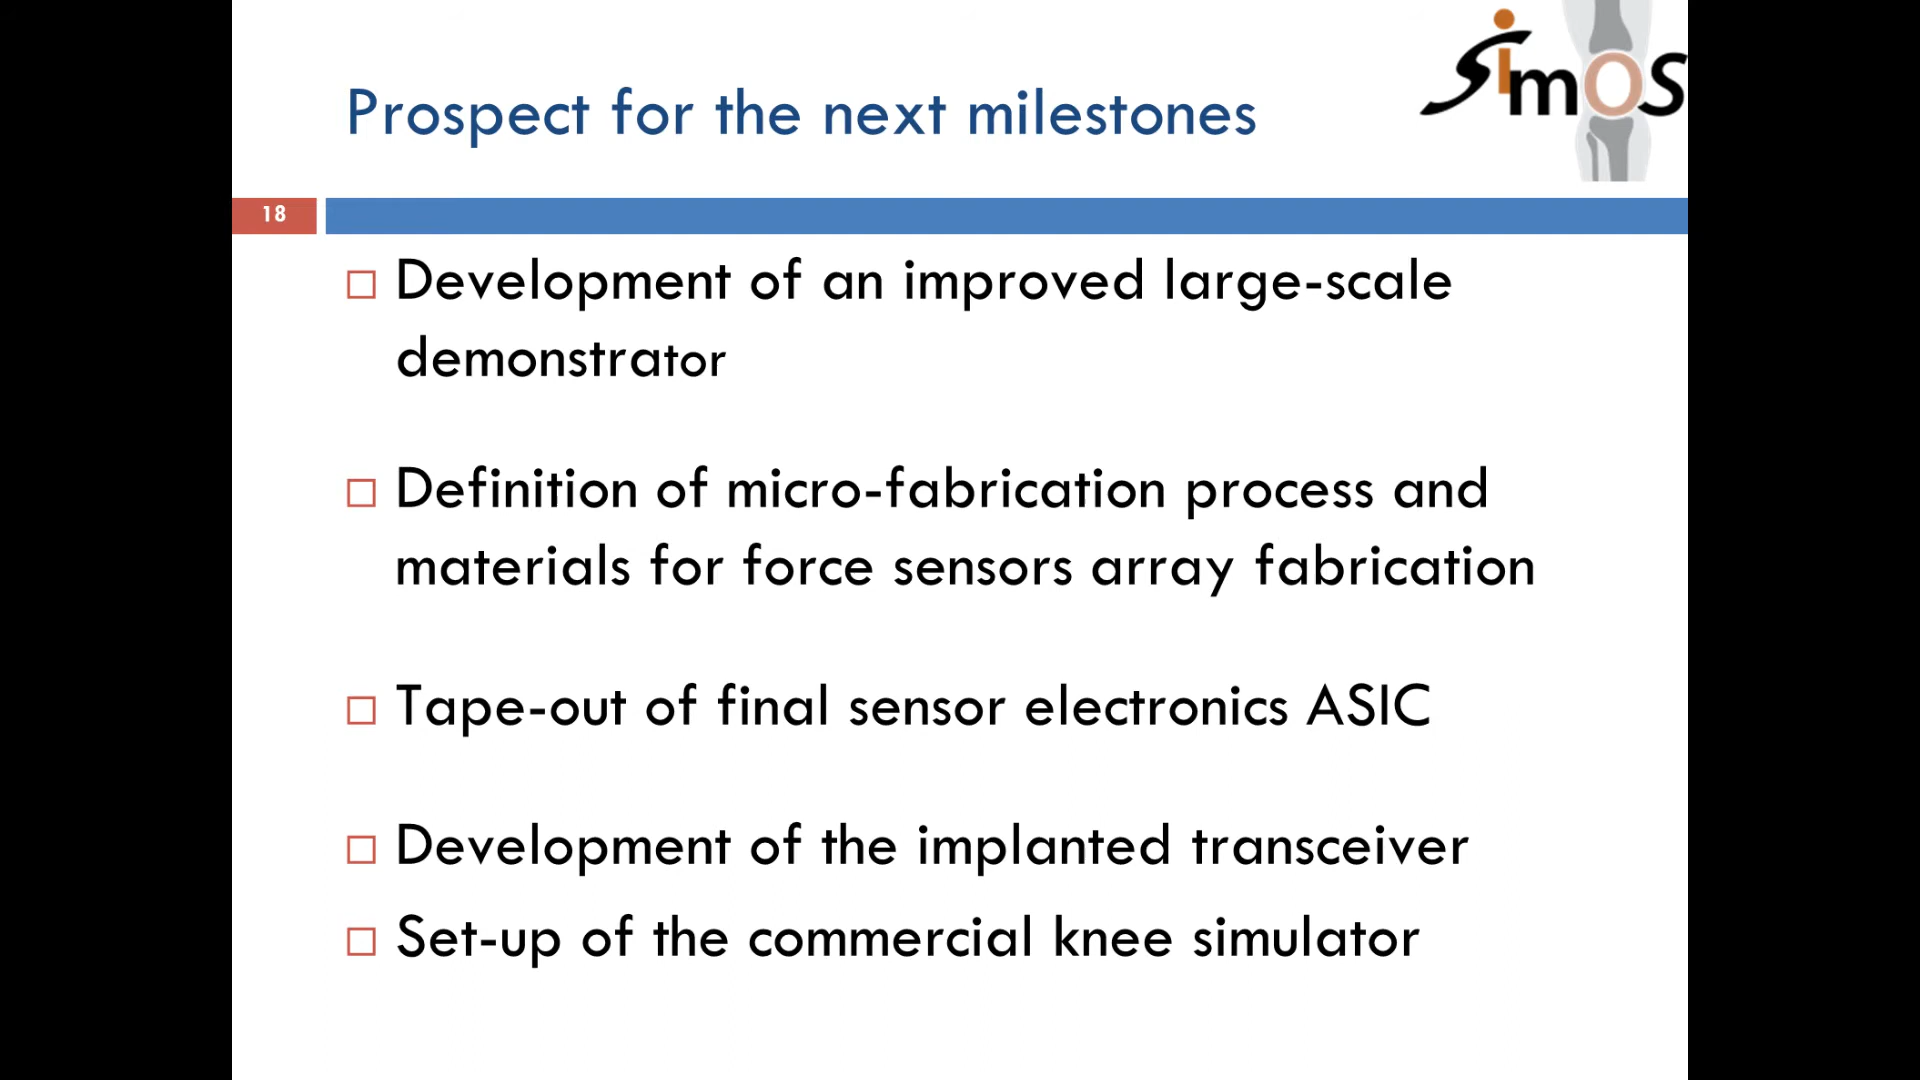 Prospect for the next milestones
SimOS
18
Development of an improved large-scale
demonstrator
Definition of micro-fabrication process and
materials for force sensors array fabrication
Tape-out of final sensor electronics ASIC
Development of the implanted transceiver
Set-up of the commercial knee simulator